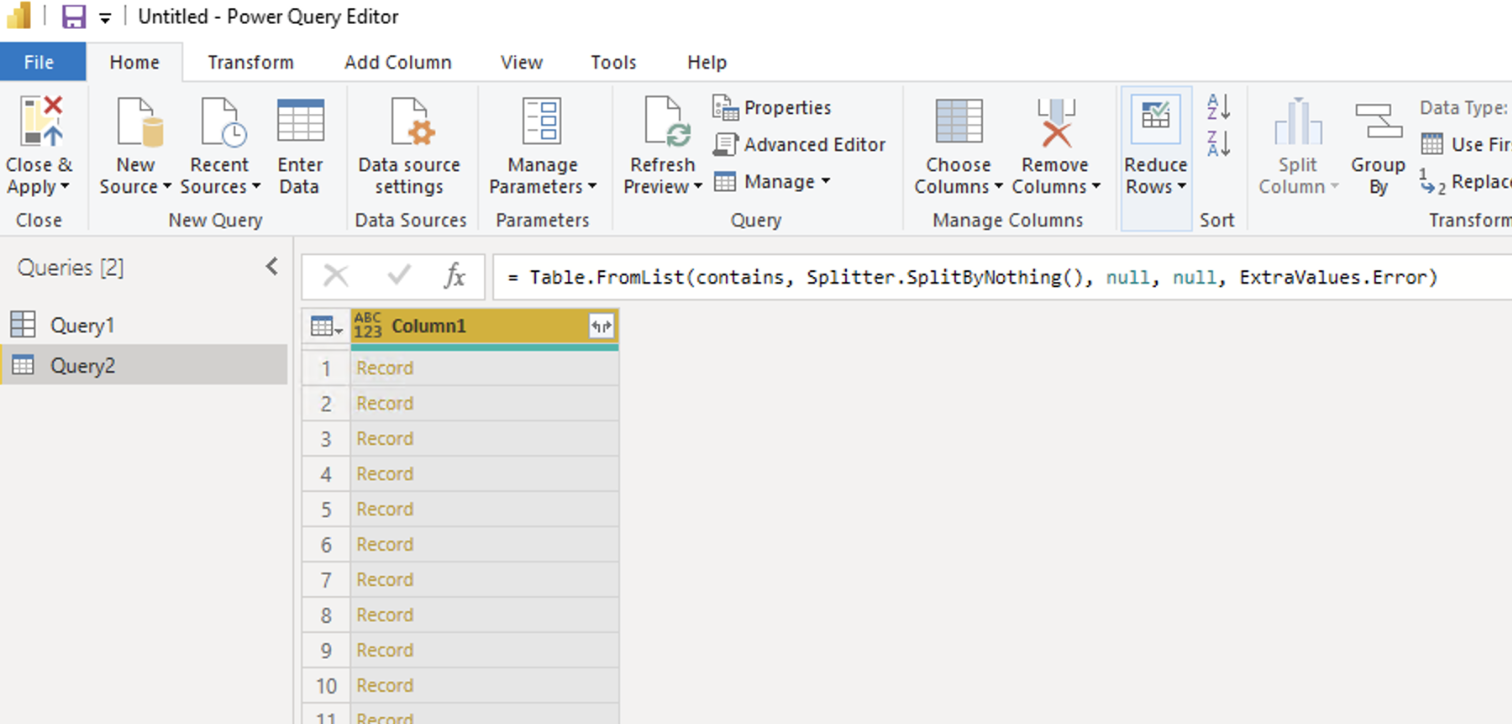 Untitled - Power Query Editor
File Home Transform Add Column View Tools Help
Close & Apply
New Source
Recent Sources
Enter Data
Data source settings
Manage Parameters
Refresh Preview
Properties
Advanced Editor
Manage
Choose Columns
Remove Columns
Reduce Rows
A Z
Z A
Split Column
Group By
Data Type:
Use Fir
1 2 Replac
Close New Query Data Sources Parameters Query Manage Columns Sort Transform
Queries [2]
Query1
Query2
fx = Table.FromList(contains, Splitter.SplitByNothing(), null, null, ExtraValues.Error)
ABC 123 Column1
1 Record
2 Record
3 Record
4 Record
5 Record
6 Record
7 Record
8 Record
9 Record
10 Record
11 Record